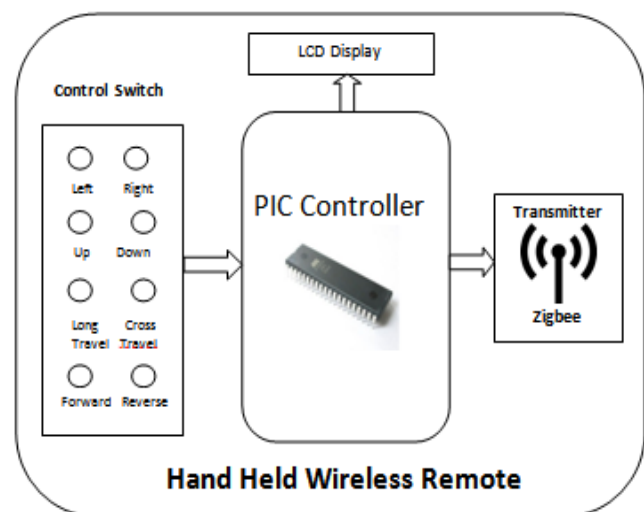 LCD Display
Control Switch
Left Right
Up Down
Long Cross
Travel .Travel
Forward Reverse
PIC Controller
Transmitter
Zigbee
Hand Held Wireless Remote